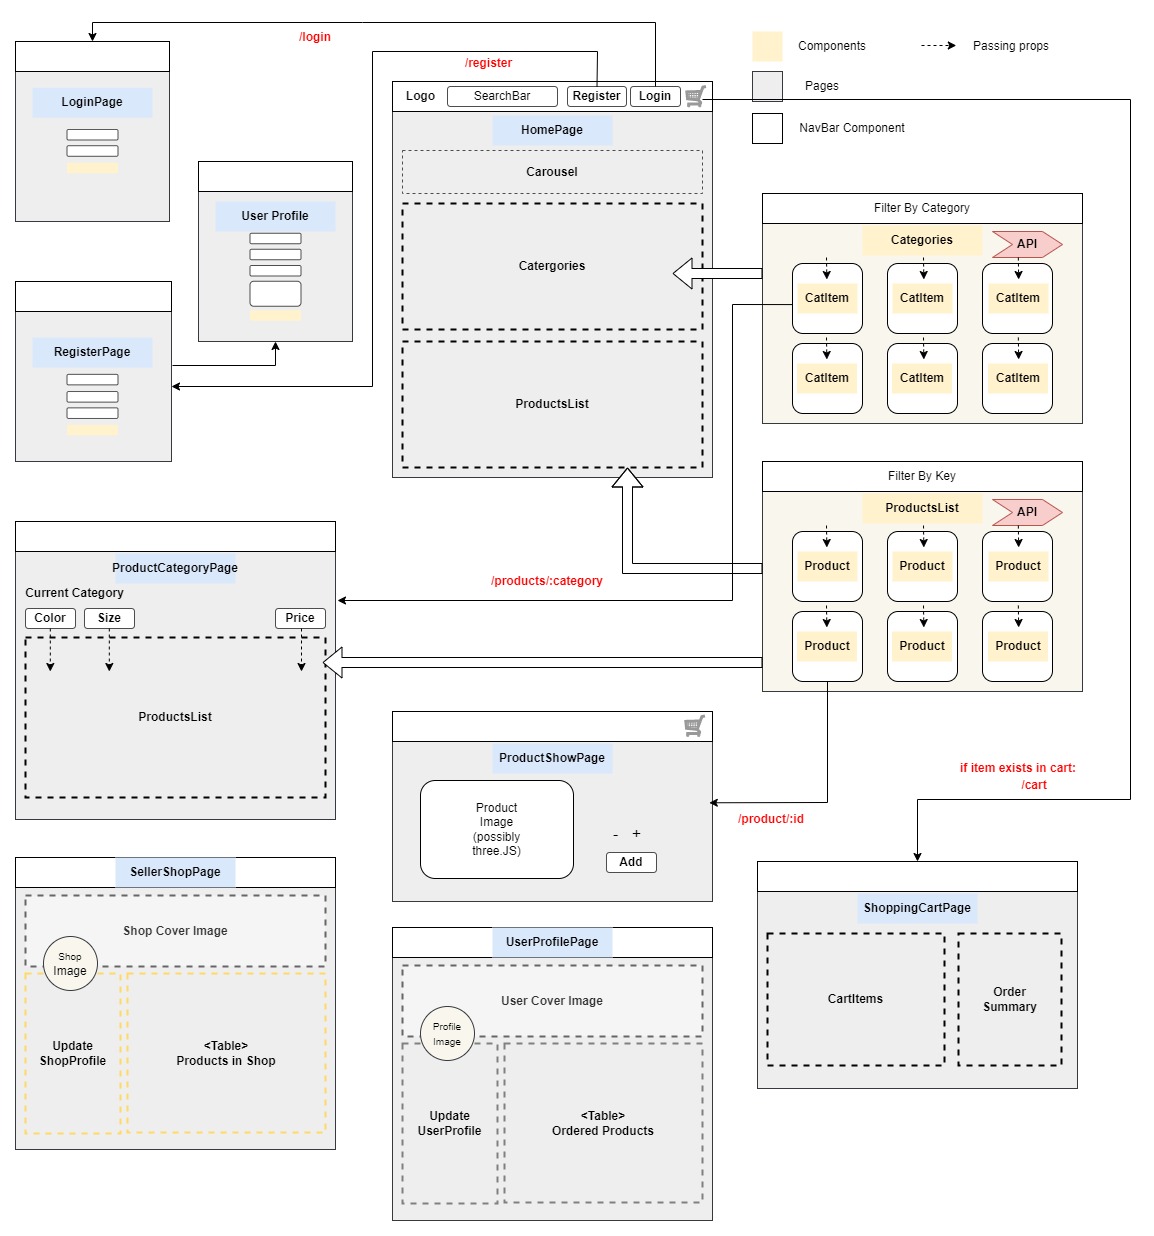 /login
/register
Components
Passing props
Pages
NavBar Component
LoginPage
Logo
SearchBar
Register
Login
HomePage
Carousel
Catergories
ProductsList
User Profile
RegisterPage
Filter By Category
Categories
API
CatItem
CatItem
CatItem
CatItem
CatItem
CatItem
Filter By Key
ProductsList
API
Product
Product
Product
Product
Product
Product
/products/:category
ProductCategoryPage
Current Category
Color
Size
Price
ProductsList
ProductShowPage
Product
Image
(possibly
three.JS)
- +
Add
/product/:id
if item exists in cart:
/cart
SellerShopPage
Shop Cover Image
Shop
Image
Update
ShopProfile
<Table>
Products in Shop
UserProfilePage
User Cover Image
Profile
Image
Update
UserProfile
<Table>
Ordered Products
ShoppingCartPage
CartItems
Order
Summary